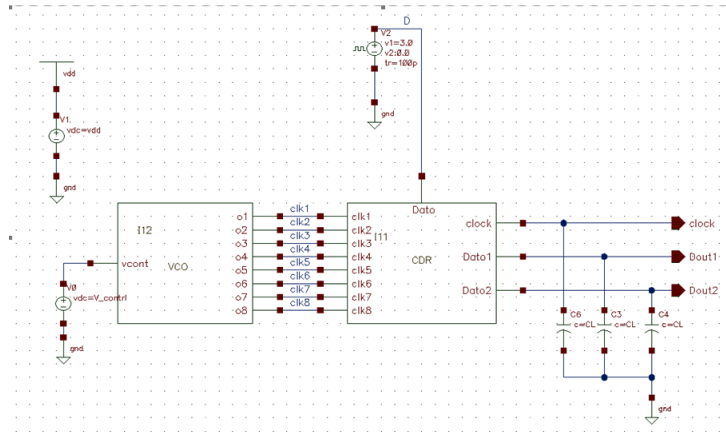 D
V2
v1=3.0
v2:0.0
tr=100p
gnd
vdd
V1
vdc=vdd
gnd
I12
VCO
vcont
o1
o2
o3
o4
o5
o6
o7
o8
clk1
clk2
clk3
clk4
clk5
clk6
clk7
clk8
Dato
I11
CDR
clk1
clk2
clk3
clk4
clk5
clk6
clk7
clk8
clock
Dato1
Dato2
clock
Dout1
Dout2
V0
vdc=V_contrl
gnd
C6
c=CL
C3
c=CL
C4
c=CL
gnd